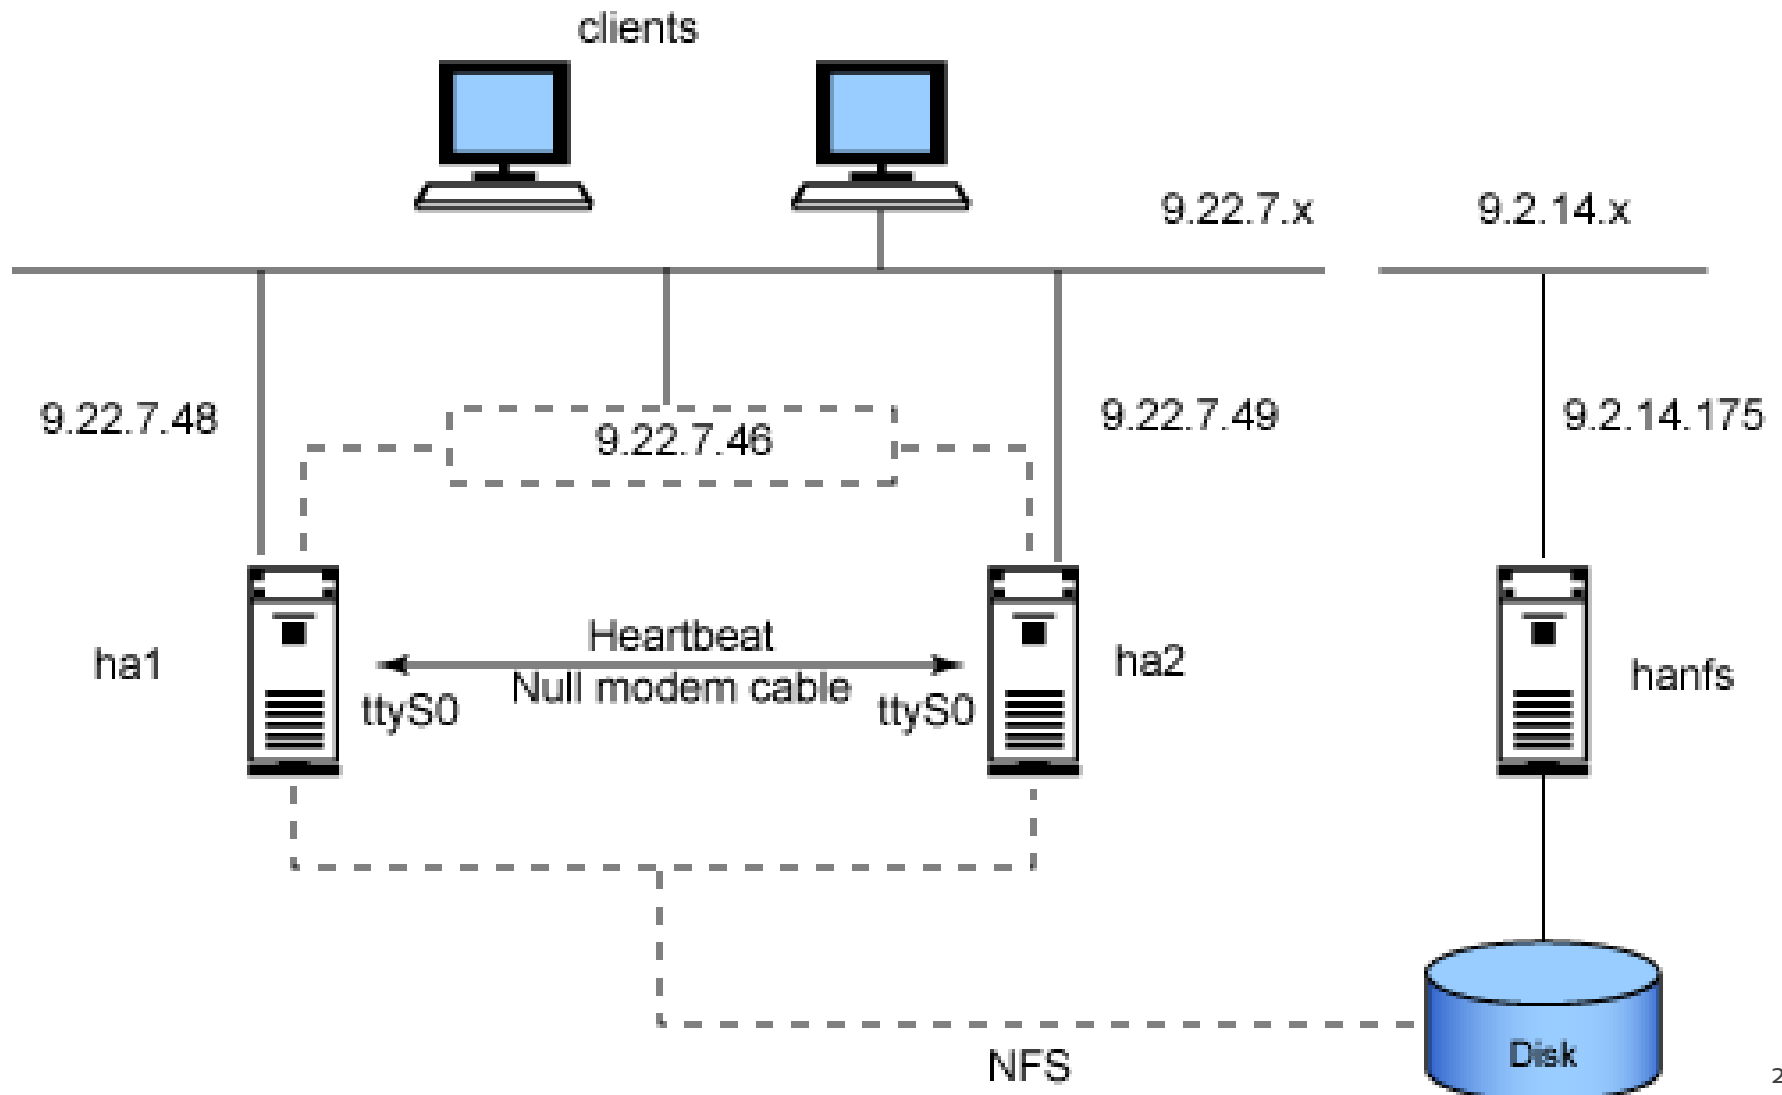 clients
9.22.7.x
9.2.14.x
9.22.7.48
9.22.7.46
9.22.7.49
9.2.14.175
ha1
Heartbeat
Null modem cable
ttyS0
ttyS0
ha2
hanfs
NFS
Disk
2